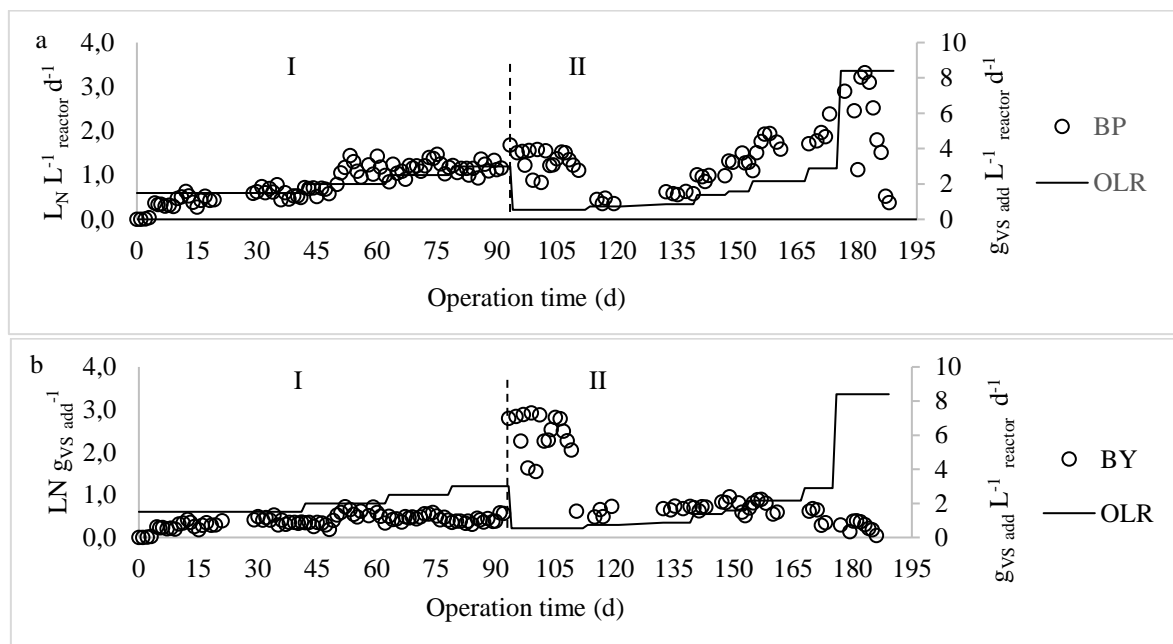 a
I
II
4,0
3,0
2,0
1,0
0,0
10
8
6
4
2
0
L_N L^-1 reactor d^-1
g_VS add L^-1 reactor d^-1
0 15 30 45 60 75 90 105 120 135 150 165 180 195
Operation time (d)
BP
OLR
b
I
II
4,0
3,0
2,0
1,0
0,0
10
8
6
4
2
0
LN g_VS add^-1
g_VS add L^-1 reactor d^-1
0 15 30 45 60 75 90 105 120 135 150 165 180 195
Operation time (d)
BY
OLR